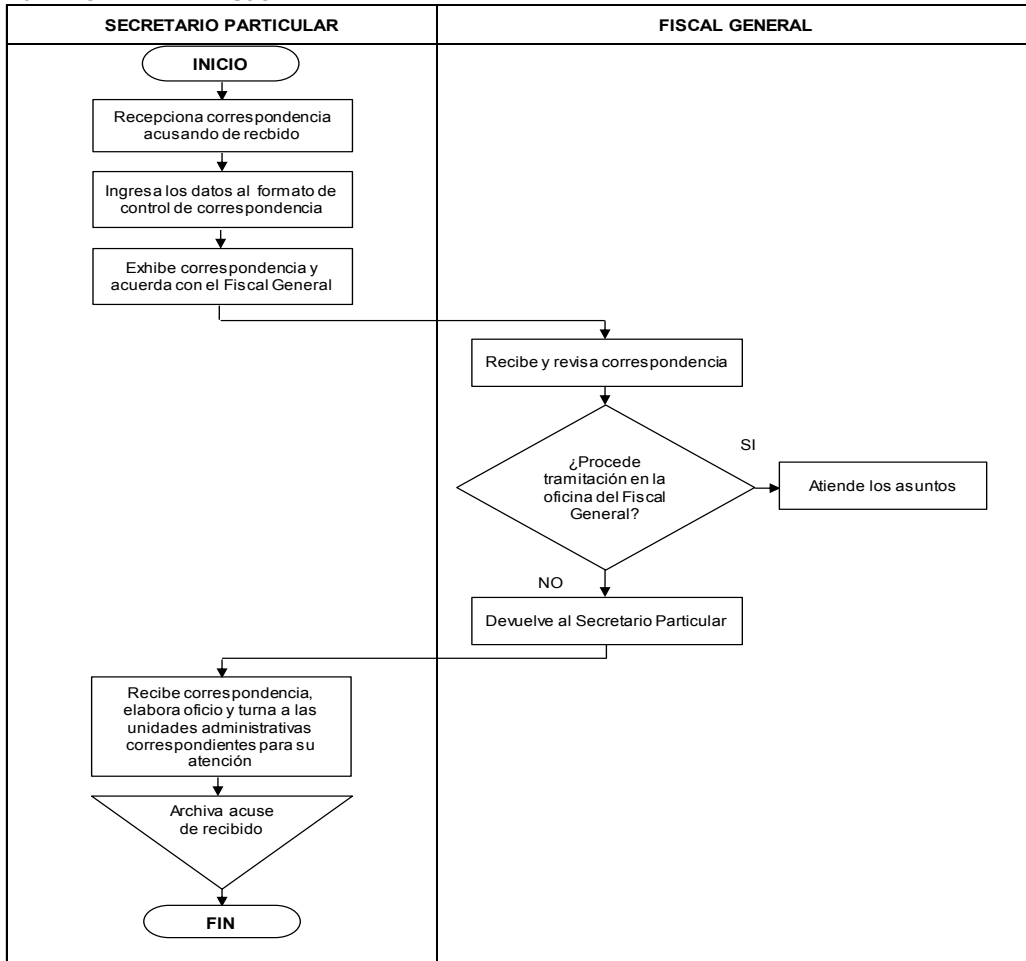 SECRETARIO PARTICULAR
FISCAL GENERAL
INICIO
Recepciona correspondencia
acusando de recbido
Ingresa los datos al formato de
control de correspondencia
Exhibe correspondencia y
acuerda con el Fiscal General
Recibe y revisa correspondencia
¿Procede
tramitación en la
oficina del Fiscal
General?
SI
Atiende los asuntos
NO
Devuelve al Secretario Particular
Recibe correspondencia,
elabora oficio y turna a las
unidades administrativas
correspondientes para su
atención
Archiva acuse
de recibido
FIN